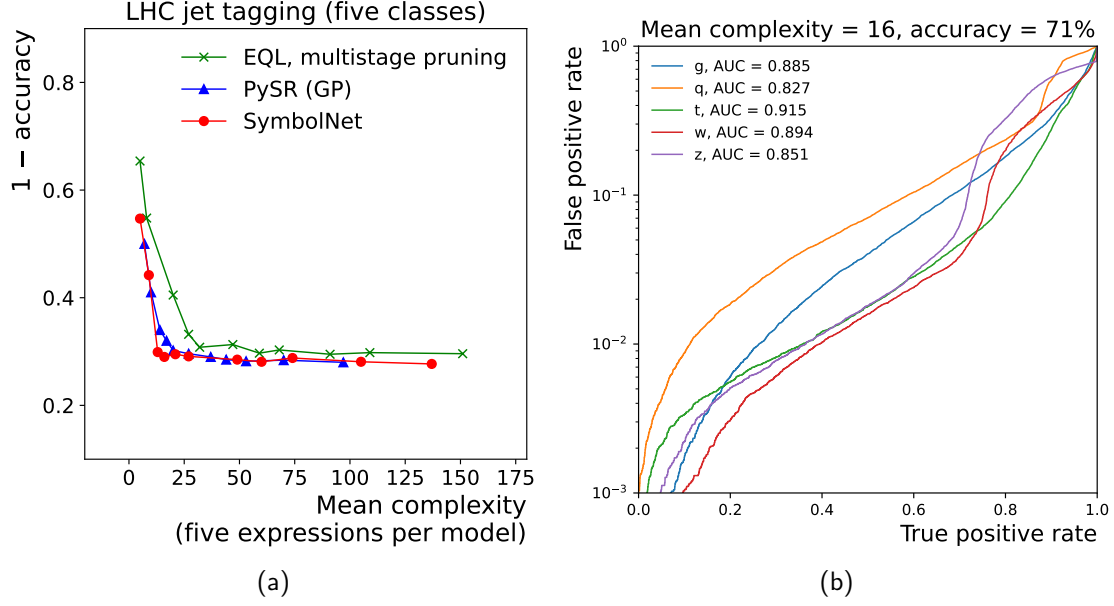 LHC jet tagging (five classes)
EQL, multistage pruning
PySR (GP)
SymbolNet
1 − accuracy
0.8
0.6
0.4
0.2
0 25 50 75 100 125 150 175
Mean complexity
(five expressions per model)
(a)
Mean complexity = 16, accuracy = 71%
g, AUC = 0.885
q, AUC = 0.827
t, AUC = 0.915
w, AUC = 0.894
z, AUC = 0.851
False positive rate
10⁰
10⁻¹
10⁻²
10⁻³
0.0 0.2 0.4 0.6 0.8 1.0
True positive rate
(b)